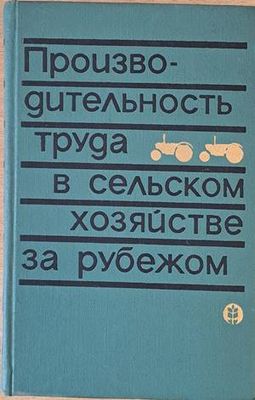 Произво-
дительность
труда
в сельском
хозяйстве
за рубежом